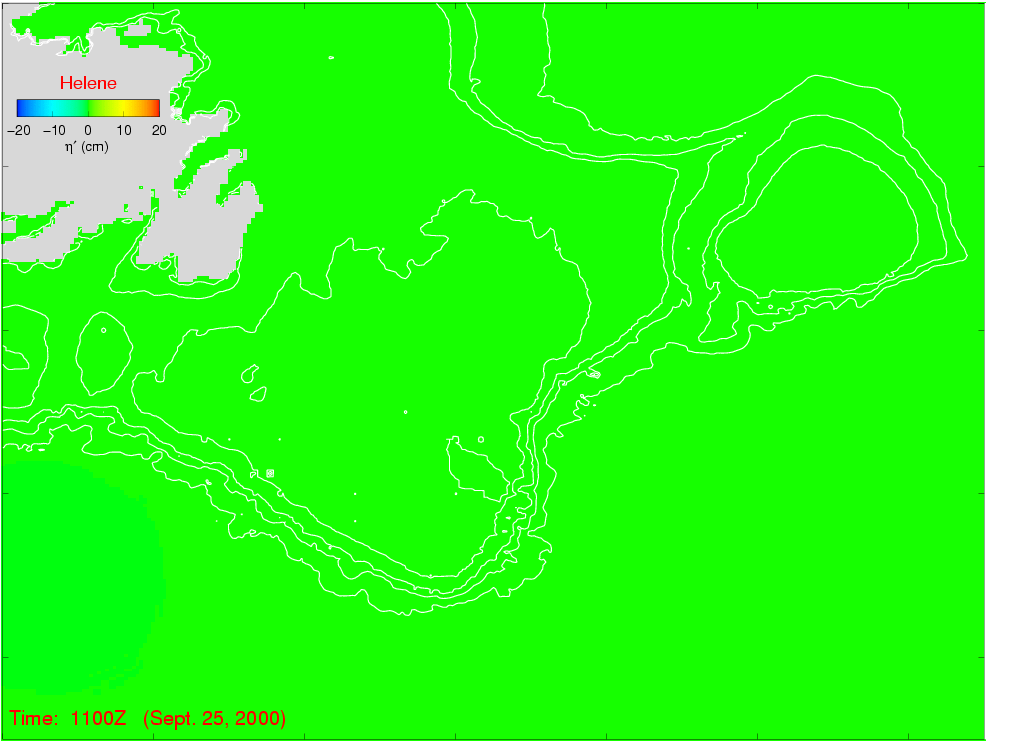 Helene
−20 −10 0 10 20
η′ (cm)
Time: 1100Z (Sept. 25, 2000)